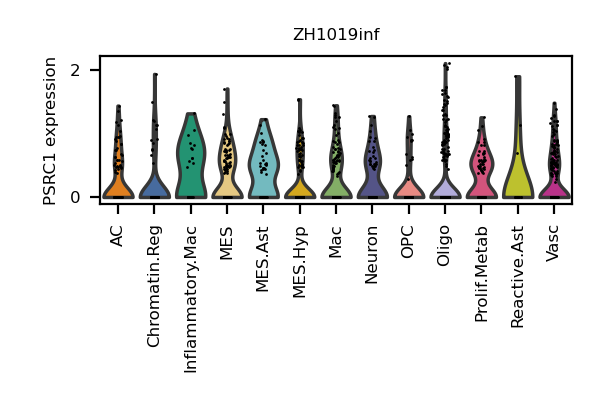 ZH1019inf
PSRC1 expression
2
0
AC
Chromatin.Reg
Inflammatory.Mac
MES
MES.Ast
MES.Hyp
Mac
Neuron
OPC
Oligo
Prolif.Metab
Reactive.Ast
Vasc